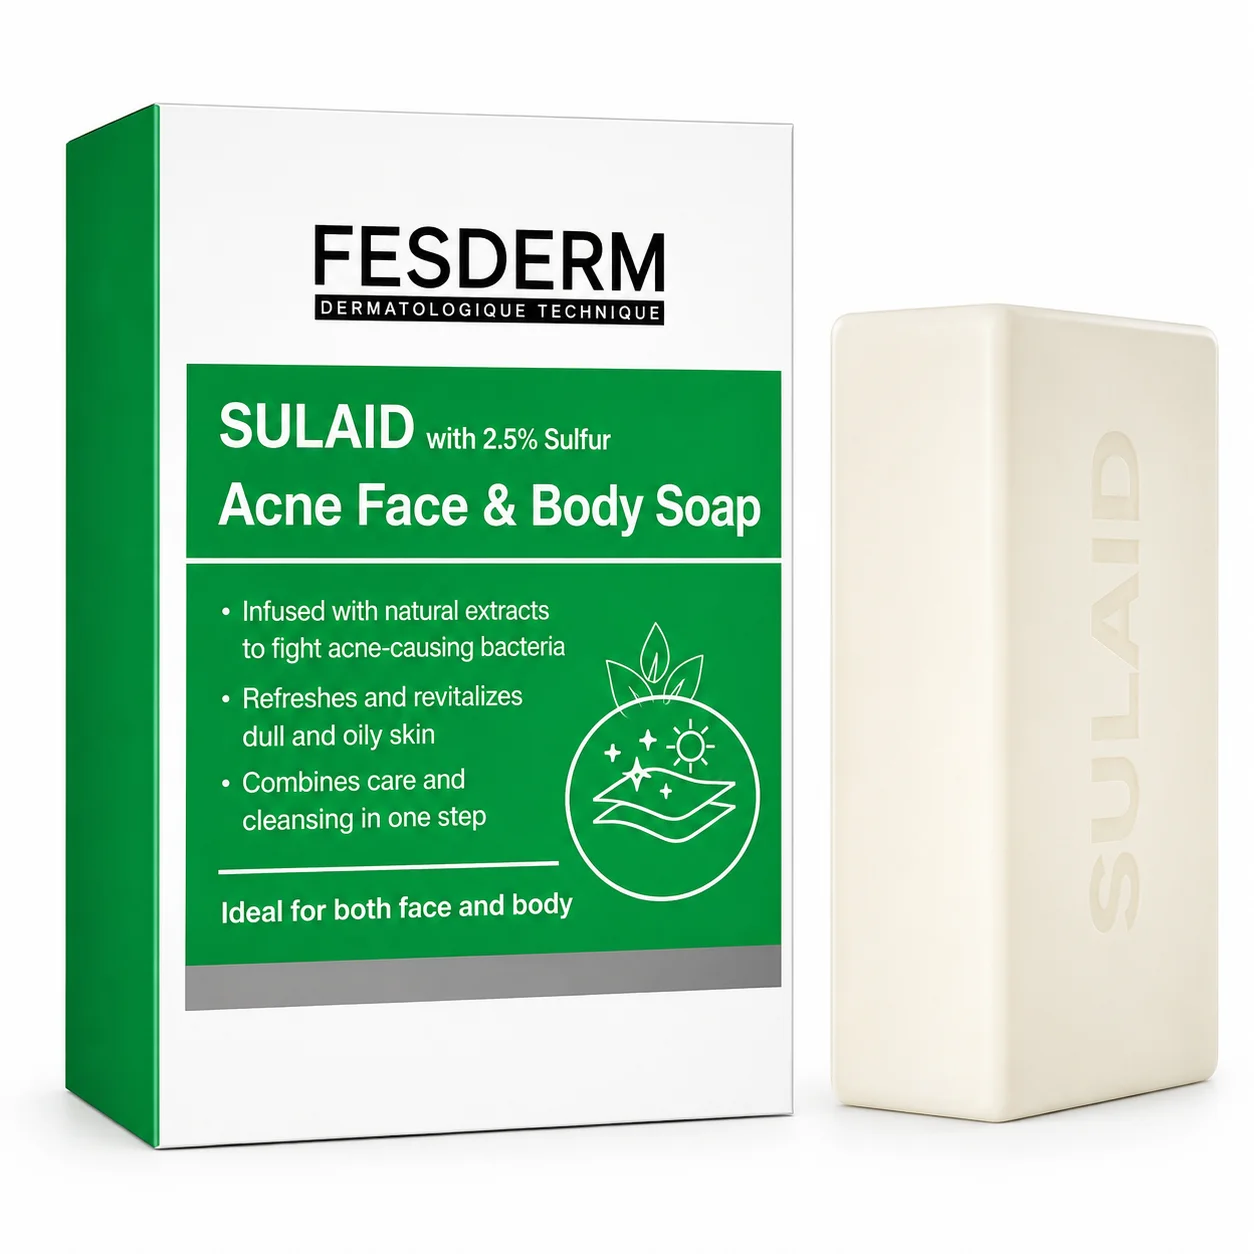 FESDERM
DERMATOLOGIQUE TECHNIQUE
SULAID with 2.5% Sulfur
Acne Face & Body Soap
• Infused with natural extracts
to fight acne-causing bacteria
• Refreshes and revitalizes
dull and oily skin
• Combines care and
cleansing in one step
Ideal for both face and body
SULAID